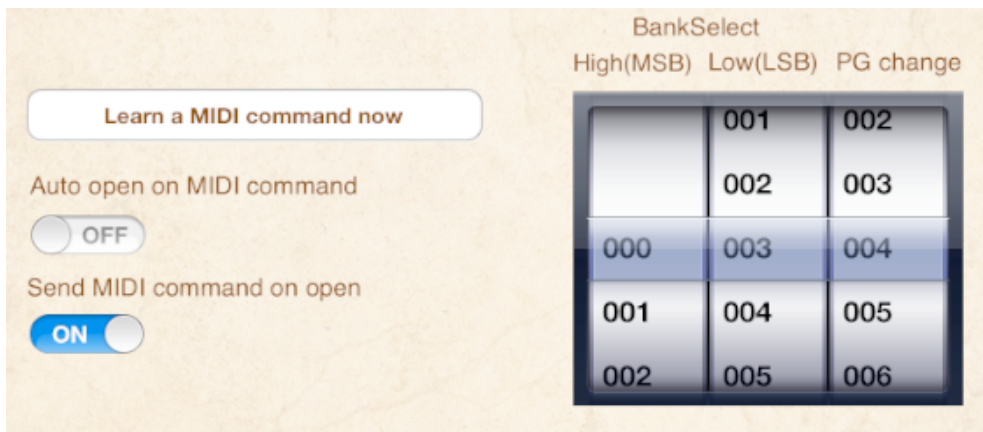 BankSelect
High(MSB) Low(LSB) PG change
Learn a MIDI command now
Auto open on MIDI command
OFF
Send MIDI command on open
ON
001 002
002 003
000 003 004
001 004 005
002 005 006